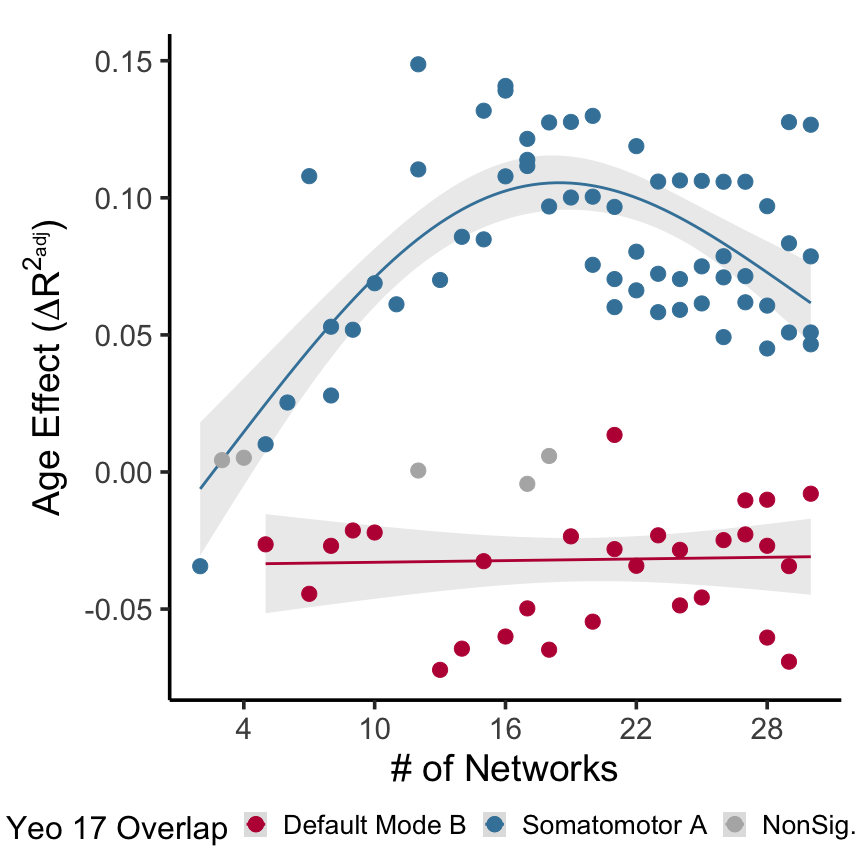 0.15
0.10
0.05
0.00
-0.05
Age Effect (ΔR²adj)
4 10 16 22 28
# of Networks
Yeo 17 Overlap Default Mode B Somatomotor A NonSig.